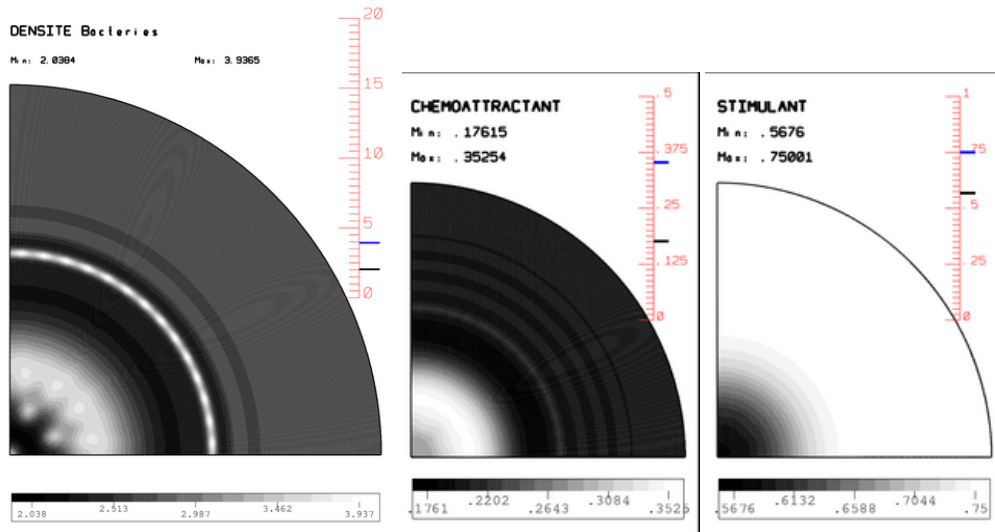 DENSITE Bacteries
Min: 2.0384 Max: 3.9365
20
15
10
5
0
2.038 2.513 2.987 3.462 3.937
CHEMOATTRACTANT
Min: .17615
Max: .35254
.5
.375
.25
.125
0
.1761 .2202 .2643 .3084 .3525
STIMULANT
Min: .5676
Max: .75001
1
.75
.5
.25
0
.5676 .6132 .6588 .7044 .75